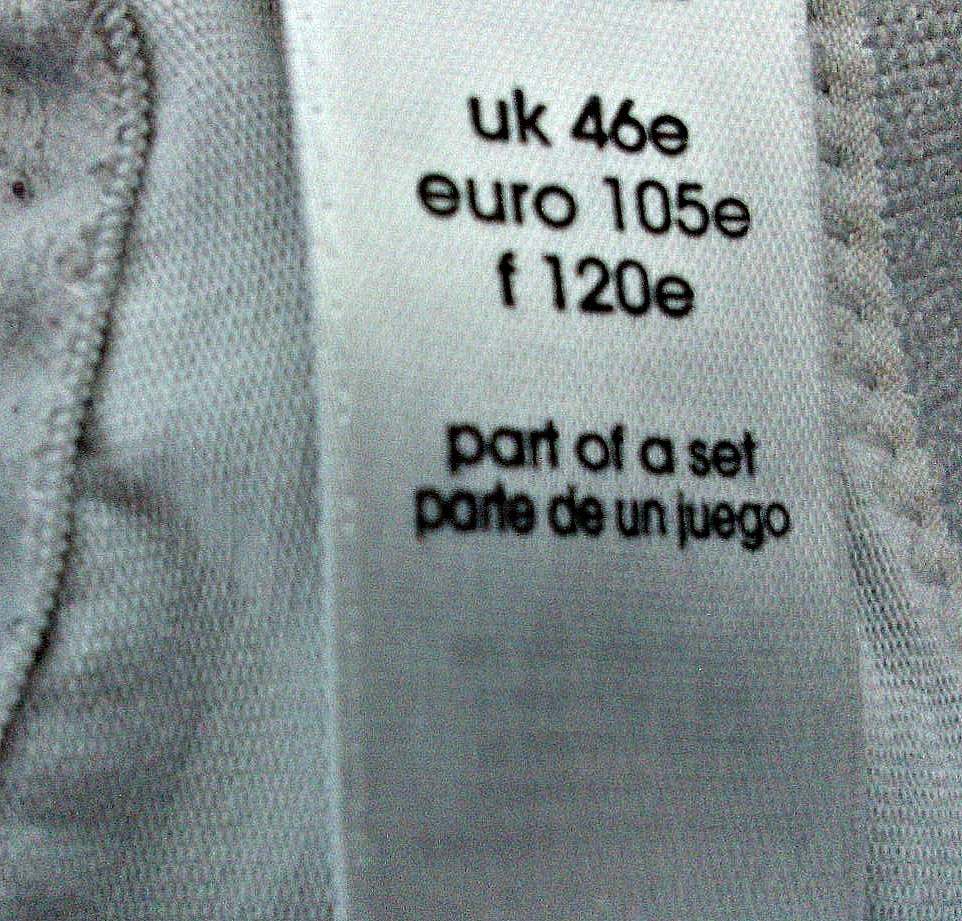 uk 46e
euro 105e
f 120e
part of a set
parte de un juego